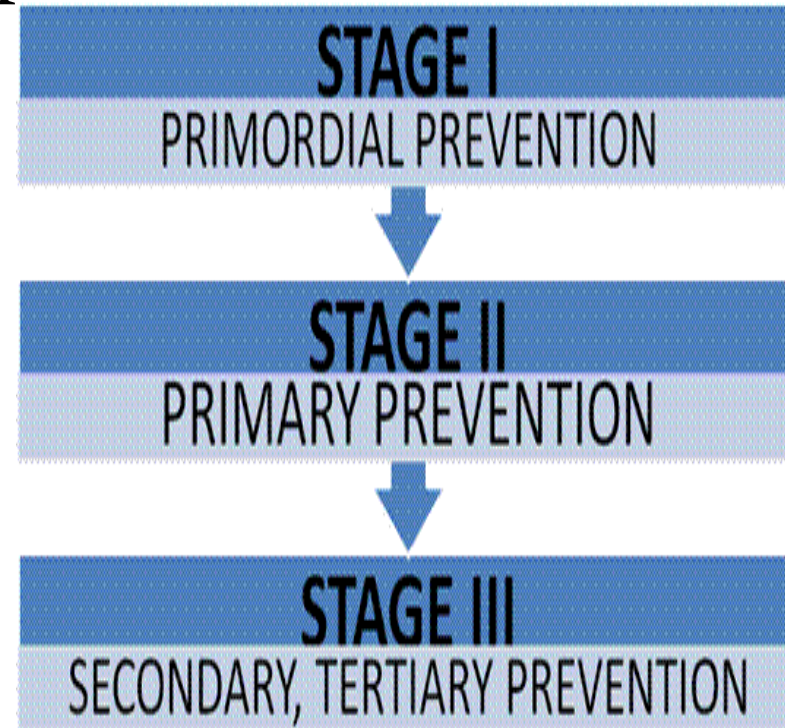 STAGE I
PRIMORDIAL PREVENTION
STAGE II
PRIMARY PREVENTION
STAGE III
SECONDARY, TERTIARY PREVENTION